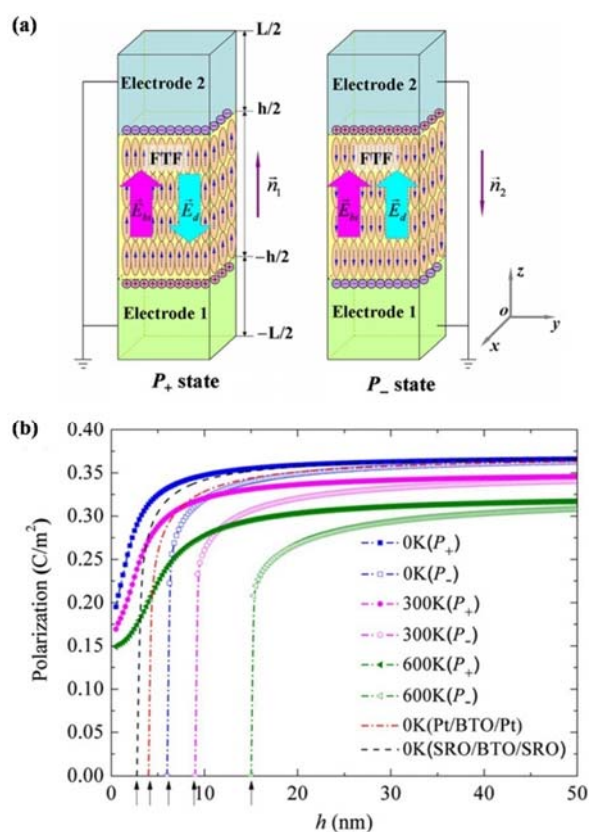 (a)
L/2
Electrode 2
Electrode 2
h/2
FTF
FTF
n⃗₁
n⃗₂
E⃗bi
E⃗d
E⃗bi
E⃗d
−h/2
Electrode 1
Electrode 1
−L/2
z
o
y
x
P₊ state
P₋ state
(b)
0.40
0.35
0.30
0.25
0.20
0.15
0.10
0.05
0.00
Polarization (C/m²)
0K(P₊)
0K(P₋)
300K(P₊)
300K(P₋)
600K(P₊)
600K(P₋)
0K(Pt/BTO/Pt)
0K(SRO/BTO/SRO)
0 10 20 30 40 50
h (nm)